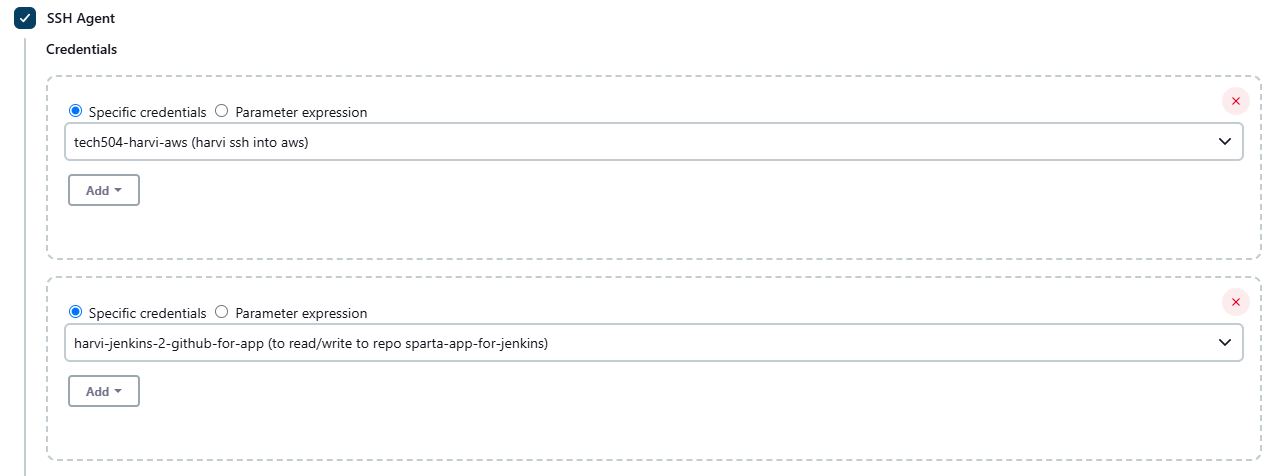 SSH Agent
Credentials
Specific credentials Parameter expression
tech504-harvi-aws (harvi ssh into aws)
Add
Specific credentials Parameter expression
harvi-jenkins-2-github-for-app (to read/write to repo sparta-app-for-jenkins)
Add